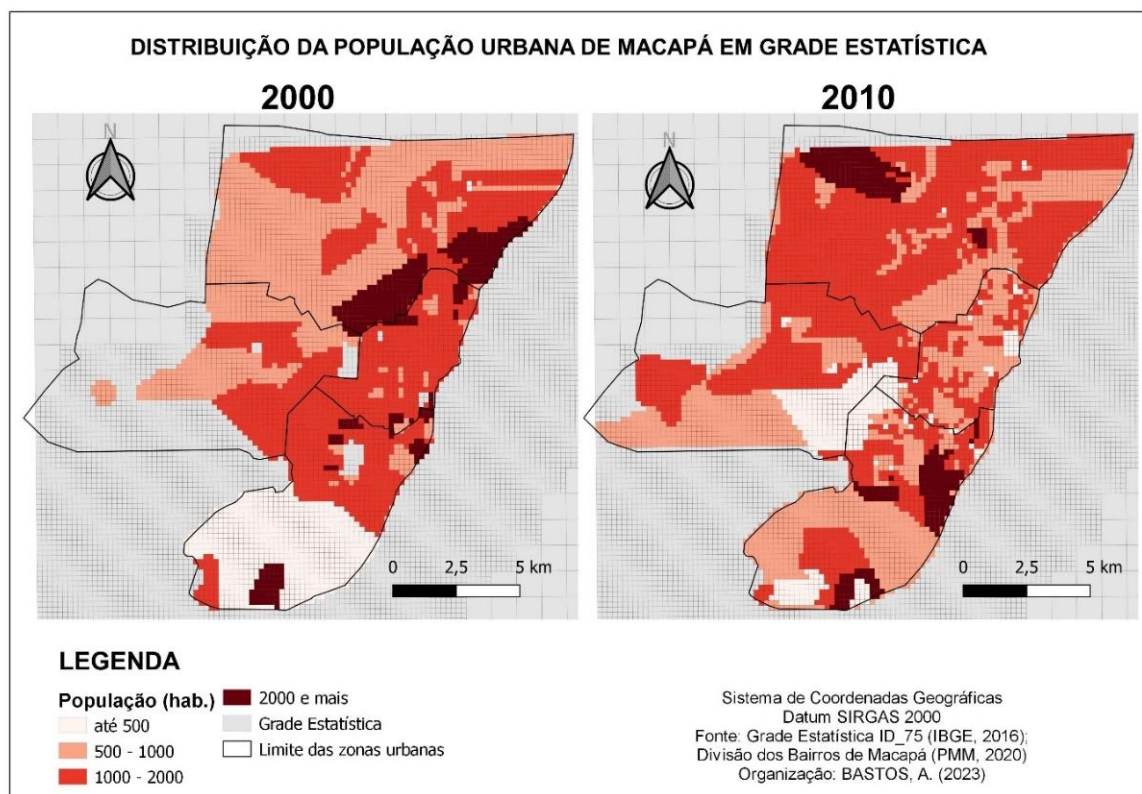 DISTRIBUIÇÃO DA POPULAÇÃO URBANA DE MACAPÁ EM GRADE ESTATÍSTICA
2000
2010
N
N
0 2,5 5 km
0 2,5 5 km
LEGENDA
População (hab.)
até 500
500 - 1000
1000 - 2000
2000 e mais
Grade Estatística
Limite das zonas urbanas
Sistema de Coordenadas Geográficas
Datum SIRGAS 2000
Fonte: Grade Estatística ID_75 (IBGE, 2016);
Divisão dos Bairros de Macapá (PMM, 2020)
Organização: BASTOS, A. (2023)